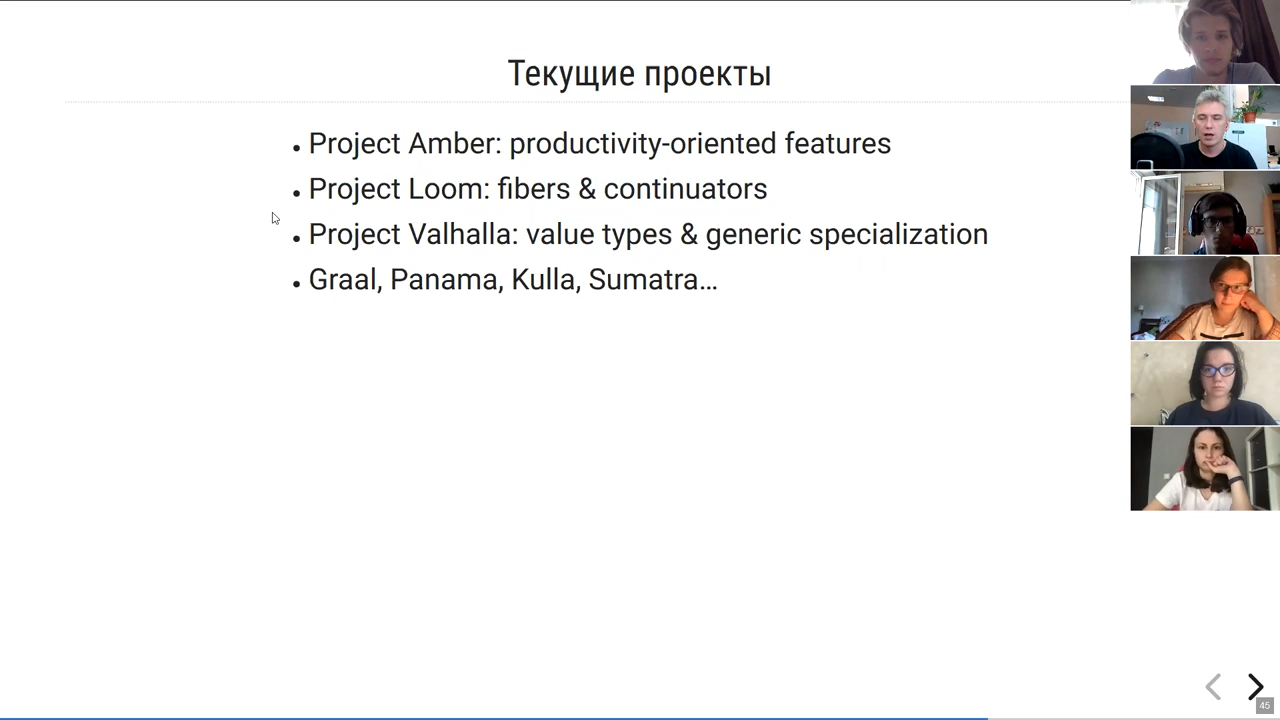 Текущие проекты
• Project Amber: productivity-oriented features
• Project Loom: fibers & continuators
• Project Valhalla: value types & generic specialization
• Graal, Panama, Kulla, Sumatra...
45